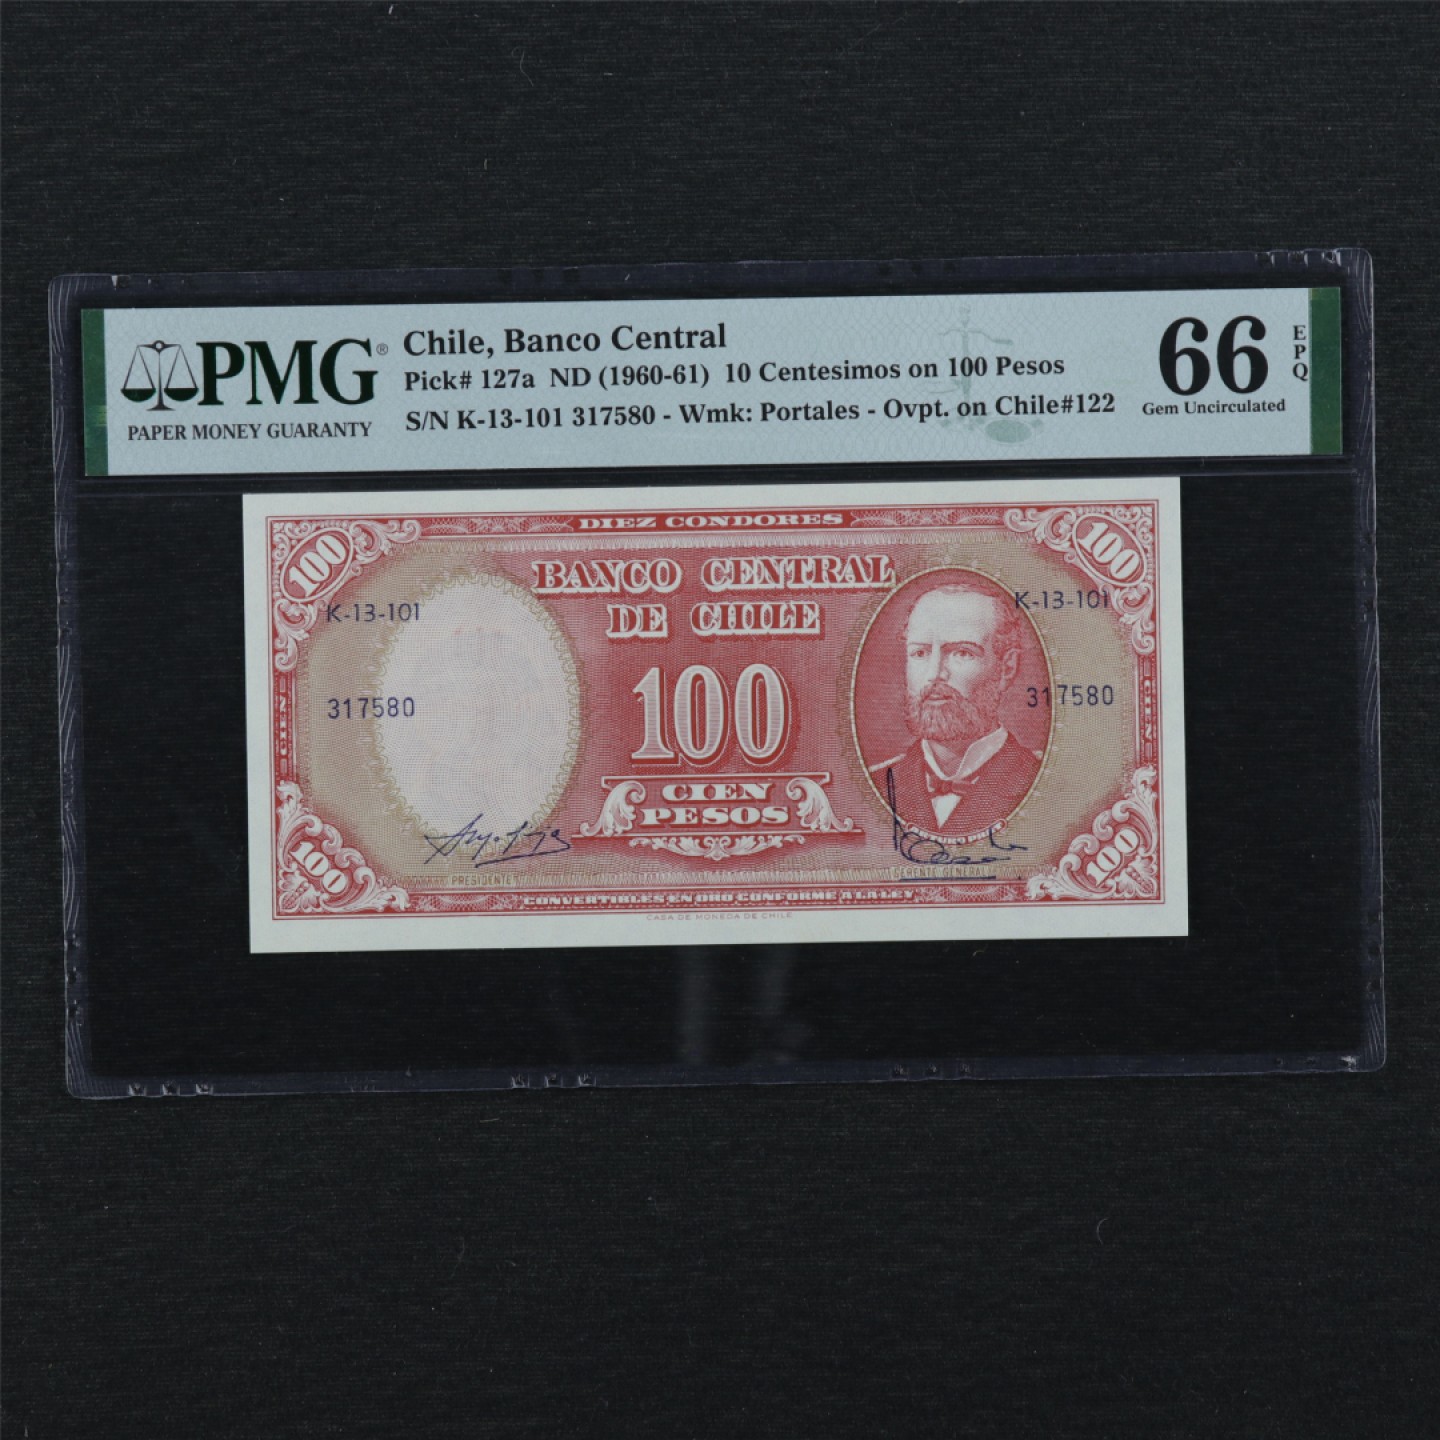 PMG®
PAPER MONEY GUARANTY
Chile, Banco Central
Pick# 127a ND (1960-61) 10 Centesimos on 100 Pesos
S/N K-13-101 317580 - Wmk: Portales - Ovpt. on Chile#122
66
EPQ
Gem Uncirculated
DIEZ CONDORES
100
100
BANCO CENTRAL
DE CHILE
K-13-101
K-13-101
317580
317580
100
CIEN
PESOS
CIEN
CIEN
PRESIDENTE
GERENTE GENERAL
100
100
CONVERTIBLES EN ORO CONFORME A LA LEY
CASA DE MONEDA DE CHILE